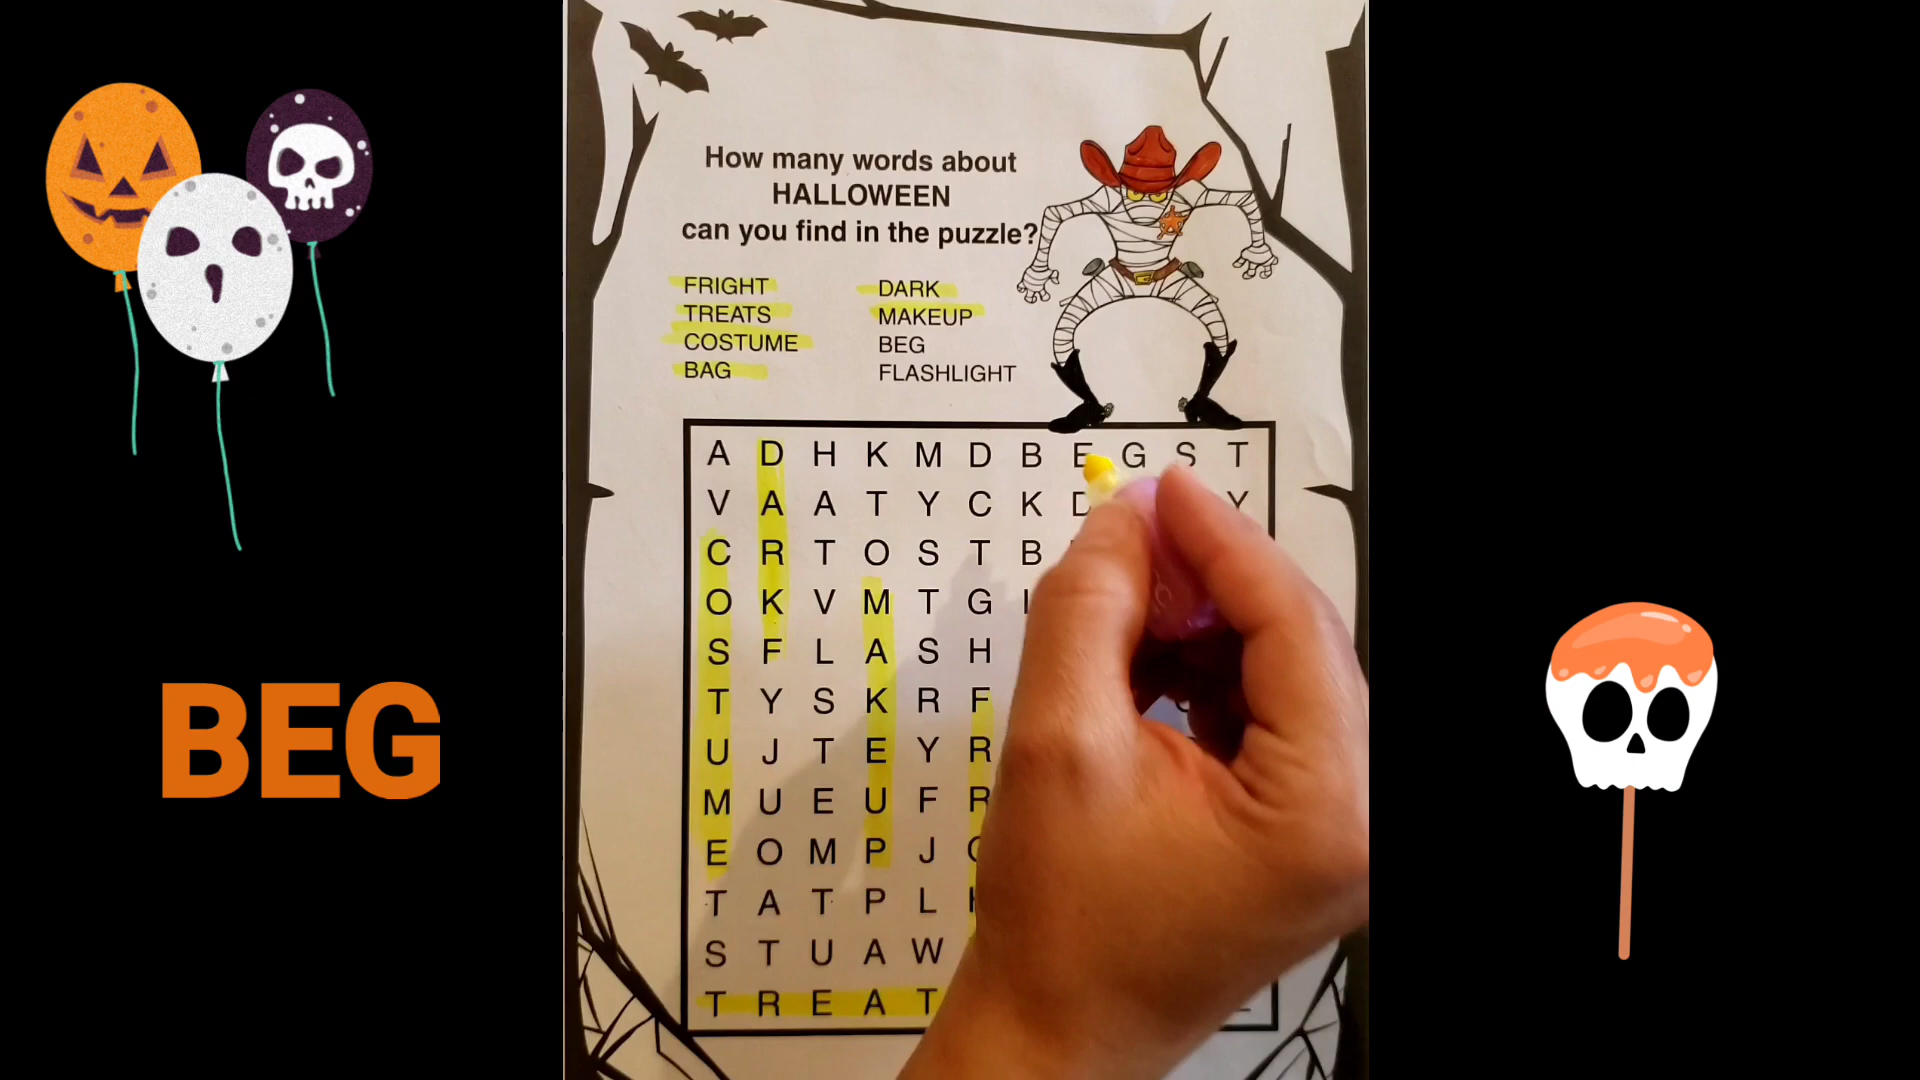 How many words about
HALLOWEEN
can you find in the puzzle?
FRIGHT DARK
TREATS MAKEUP
COSTUME BEG
BAG FLASHLIGHT
A D H K M D B E G S T
V A A T Y C K D Y
C R T O S T B
O K V M T G
S F L A S H
T Y S K R F
U J T E Y R
M U E U F R
E O M P J
T A T P L
S T U A W
T R E A T
BEG